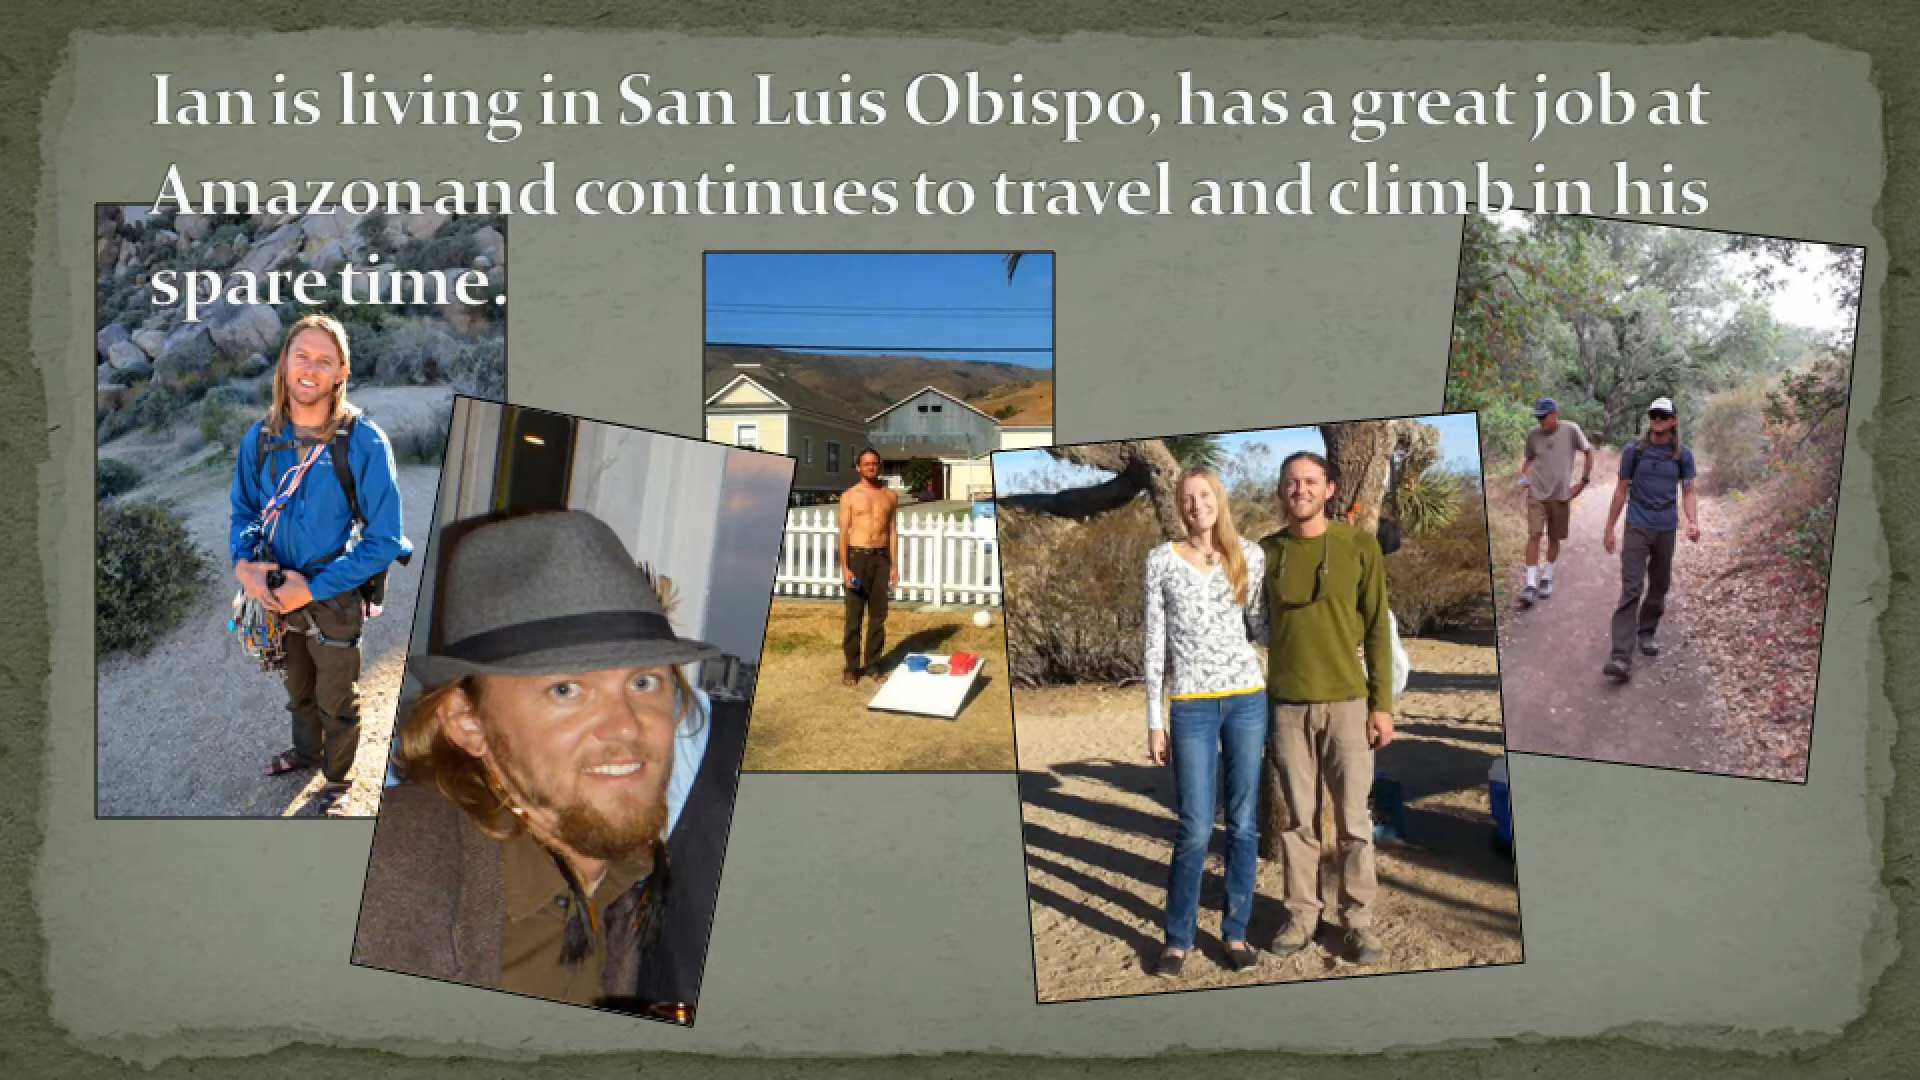 Ian is living in San Luis Obispo, has a great job at
Amazon and continues to travel and climb in his
spare time.